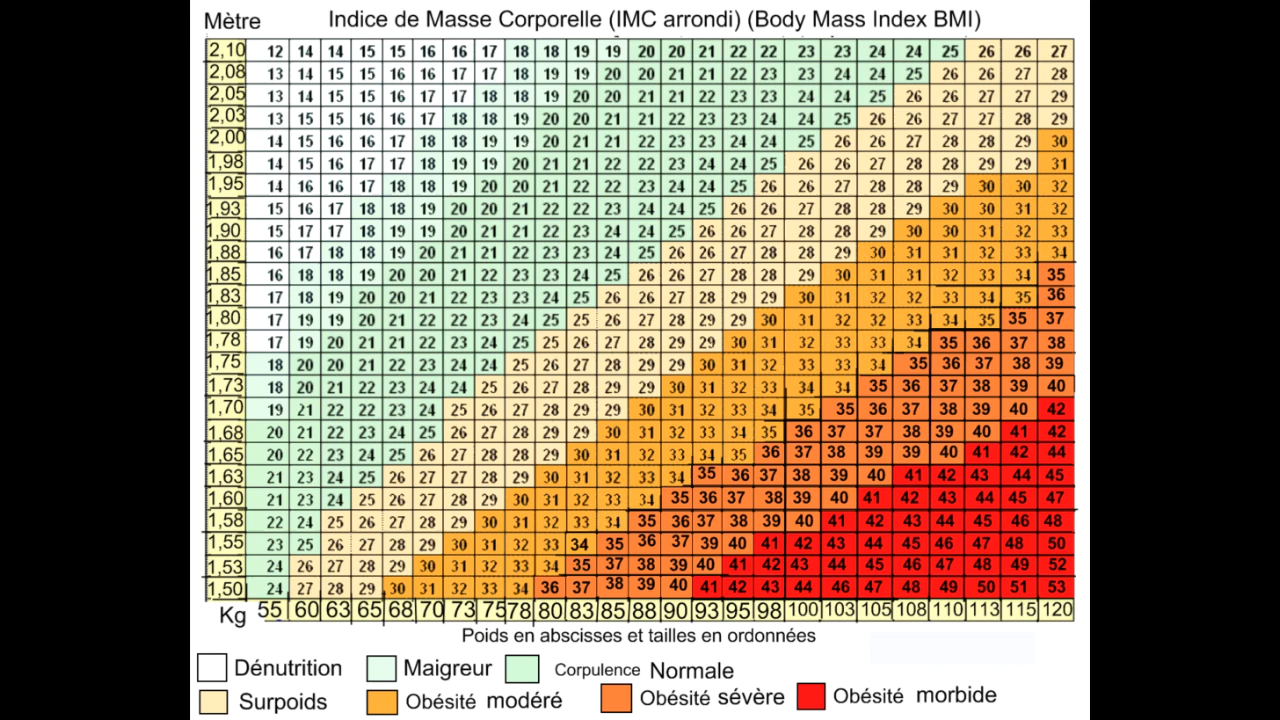 Mètre Indice de Masse Corporelle (IMC arrondi) (Body Mass Index BMI)
2,10 12 14 14 15 15 16 16 17 18 18 19 19 20 20 21 22 22 23 23 24 24 25 26 26 27
2,08 13 14 15 15 16 16 17 17 18 19 19 20 20 21 21 22 23 23 24 24 25 26 26 27 28
2,05 13 14 15 15 16 17 17 18 18 19 20 20 21 21 22 23 23 24 24 25 26 26 27 27 29
2,03 13 15 15 16 16 17 18 18 19 20 20 21 21 22 23 23 24 24 25 26 26 27 27 28 29
2,00 14 15 16 16 17 18 18 19 19 20 21 21 22 23 23 24 24 25 26 26 27 28 28 29 30
1,98 14 15 16 17 17 18 19 19 20 21 21 22 22 23 24 24 25 26 26 27 28 28 29 29 31
1,95 14 16 16 17 18 18 19 20 20 21 22 22 23 24 24 25 26 26 27 28 28 29 30 30 32
1,93 15 16 17 18 18 19 20 20 21 22 22 23 24 24 25 26 26 27 28 28 29 30 30 31 32
1,90 15 17 17 18 19 19 20 21 21 22 23 24 24 25 26 26 27 28 28 29 30 30 31 32 33
1,88 16 17 18 18 19 20 21 21 22 23 23 24 25 26 26 27 28 28 29 30 31 31 32 33 34
1,85 16 18 18 19 20 20 21 22 23 23 24 25 26 26 27 28 28 29 30 31 31 32 33 34 35
1,83 17 18 19 20 20 21 22 23 23 24 25 26 26 27 28 29 29 30 31 32 32 33 34 35 36
1,80 17 19 19 20 21 22 22 23 24 25 25 26 27 28 29 29 30 31 32 32 33 34 35 35 37
1,78 17 19 20 21 21 22 23 24 25 25 26 27 28 29 29 30 31 32 33 33 34 35 36 37 38
1,75 18 20 20 21 22 23 24 24 25 26 27 28 29 29 30 31 32 33 33 34 35 36 37 38 39
1,73 18 20 21 22 23 24 24 25 26 27 28 29 29 30 31 32 33 34 34 35 36 37 38 39 40
1,70 19 21 22 22 23 24 25 26 27 28 29 29 30 31 32 33 34 35 35 36 37 38 39 40 42
1,68 20 21 22 23 24 25 26 27 28 29 29 30 31 32 33 34 35 36 37 37 38 39 40 41 42
1,65 20 22 23 24 25 26 27 28 28 29 30 31 32 33 34 35 36 37 38 39 39 40 41 42 44
1,63 21 23 24 25 26 27 27 28 29 30 31 32 33 34 35 36 37 38 39 40 41 42 43 44 45
1,60 21 23 24 25 26 27 28 29 30 31 32 33 34 35 36 37 38 39 40 41 42 43 44 45 47
1,58 22 24 25 26 27 28 29 30 31 32 33 34 35 36 37 38 39 40 41 42 43 44 45 46 48
1,55 23 25 26 27 28 29 30 31 32 33 34 35 36 37 39 40 41 42 43 44 45 46 47 48 50
1,53 24 26 27 28 29 30 31 32 33 34 35 37 38 39 40 41 42 43 44 45 46 47 48 49 52
1,50 24 27 28 29 30 31 32 33 34 36 37 38 39 40 41 42 43 44 46 47 48 49 50 51 53
Kg 55 60 63 65 68 70 73 75 78 80 83 85 88 90 93 95 98 100 103 105 108 110 113 115 120
Poids en abscisses et tailles en ordonnées
Dénutrition Maigreur Corpulence Normale
Surpoids Obésité modéré Obésité sévère Obésité morbide